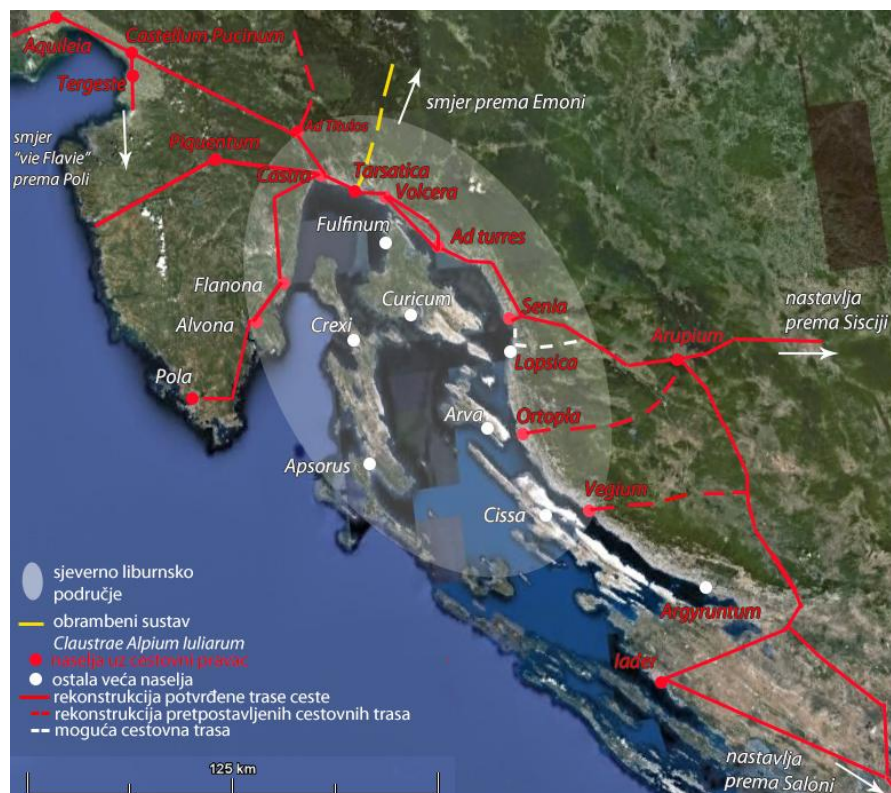 Aquileia
Castellum Pucinum
Tergeste
smjer
"vie Flavie"
prema Poli
smjer prema Emoni
Ad Titulos
Piquentum
Castra
Tarsatica
Volcera
Fulfinum
Ad turres
Flanona
Curicum
Senia
nastavlja
prema Sisciji
Alvona
Crexi
Arupium
Lopsica
Pola
Arva
Ortopla
Apsorus
Vegium
Cissa
sjeverno liburnsko
područje
Argyruntum
obrambeni sustav
Claustrae Alpium Iuliarum
naselja uz cestovni pravac
Iader
ostala veća naselja
rekonstrukcija potvrđene trase ceste
rekonstrukcija pretpostavljenih cestovnih trasa
moguća cestovna trasa
nastavlja
prema Saloni
125 km